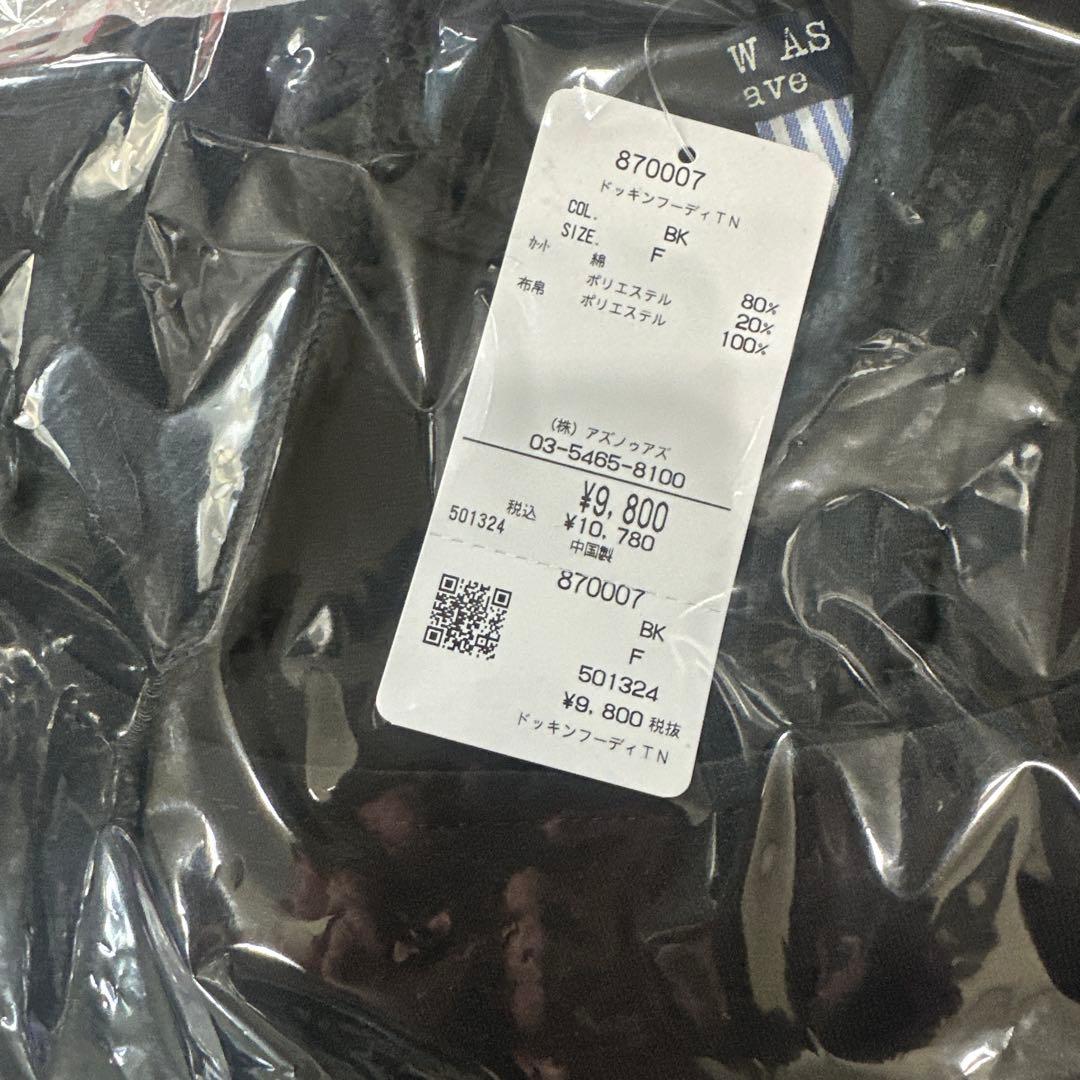 W AS
ave
870007
ドッキンフーディTN
COL. BK
SIZE. F
ｶｯﾄ 綿 80%
ポリエステル 20%
布帛 ポリエステル 100%
(株) アズノゥアズ
03-5465-8100
¥9,800
税込 ¥10,780
501324 中国製
870007
BK
F
501324
¥9,800 税抜
ドッキンフーディTN